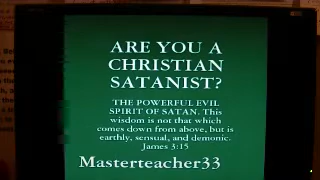 ARE YOU A
CHRISTIAN
SATANIST?
THE POWERFUL EVIL
SPIRIT OF SATAN. This
wisdom is not that which
comes down from above, but is
earthly, sensual, and demonic.
James 3:15
Masterteacher33